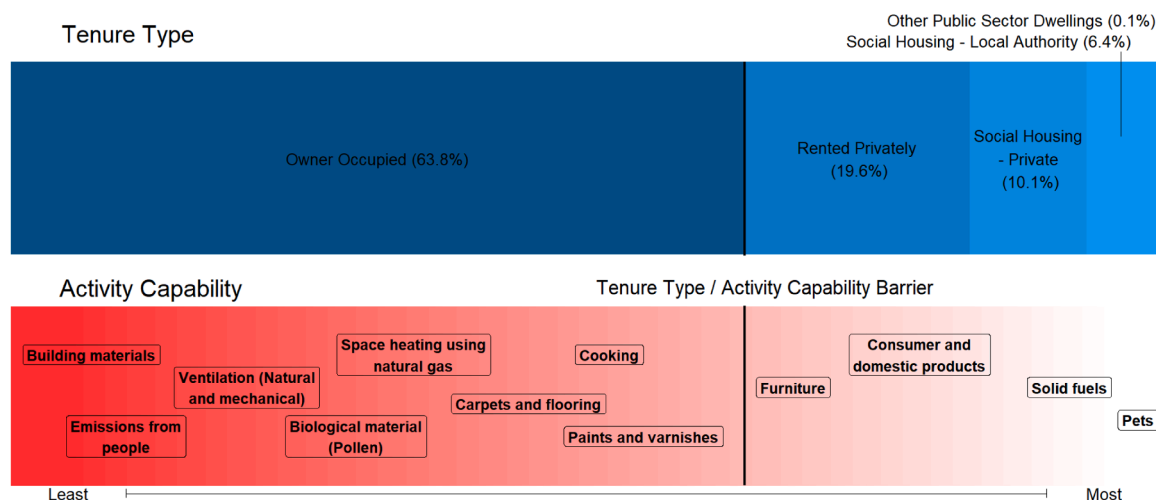 Other Public Sector Dwellings (0.1%)
Tenure Type
Social Housing - Local Authority (6.4%)
Owner Occupied (63.8%)
Rented Privately
(19.6%)
Social Housing
- Private
(10.1%)
Activity Capability
Tenure Type / Activity Capability Barrier
Building materials
Space heating using
natural gas
Cooking
Consumer and
domestic products
Ventilation (Natural
and mechanical)
Furniture
Solid fuels
Carpets and flooring
Emissions from
people
Biological material
(Pollen)
Paints and varnishes
Pets
Least
Most